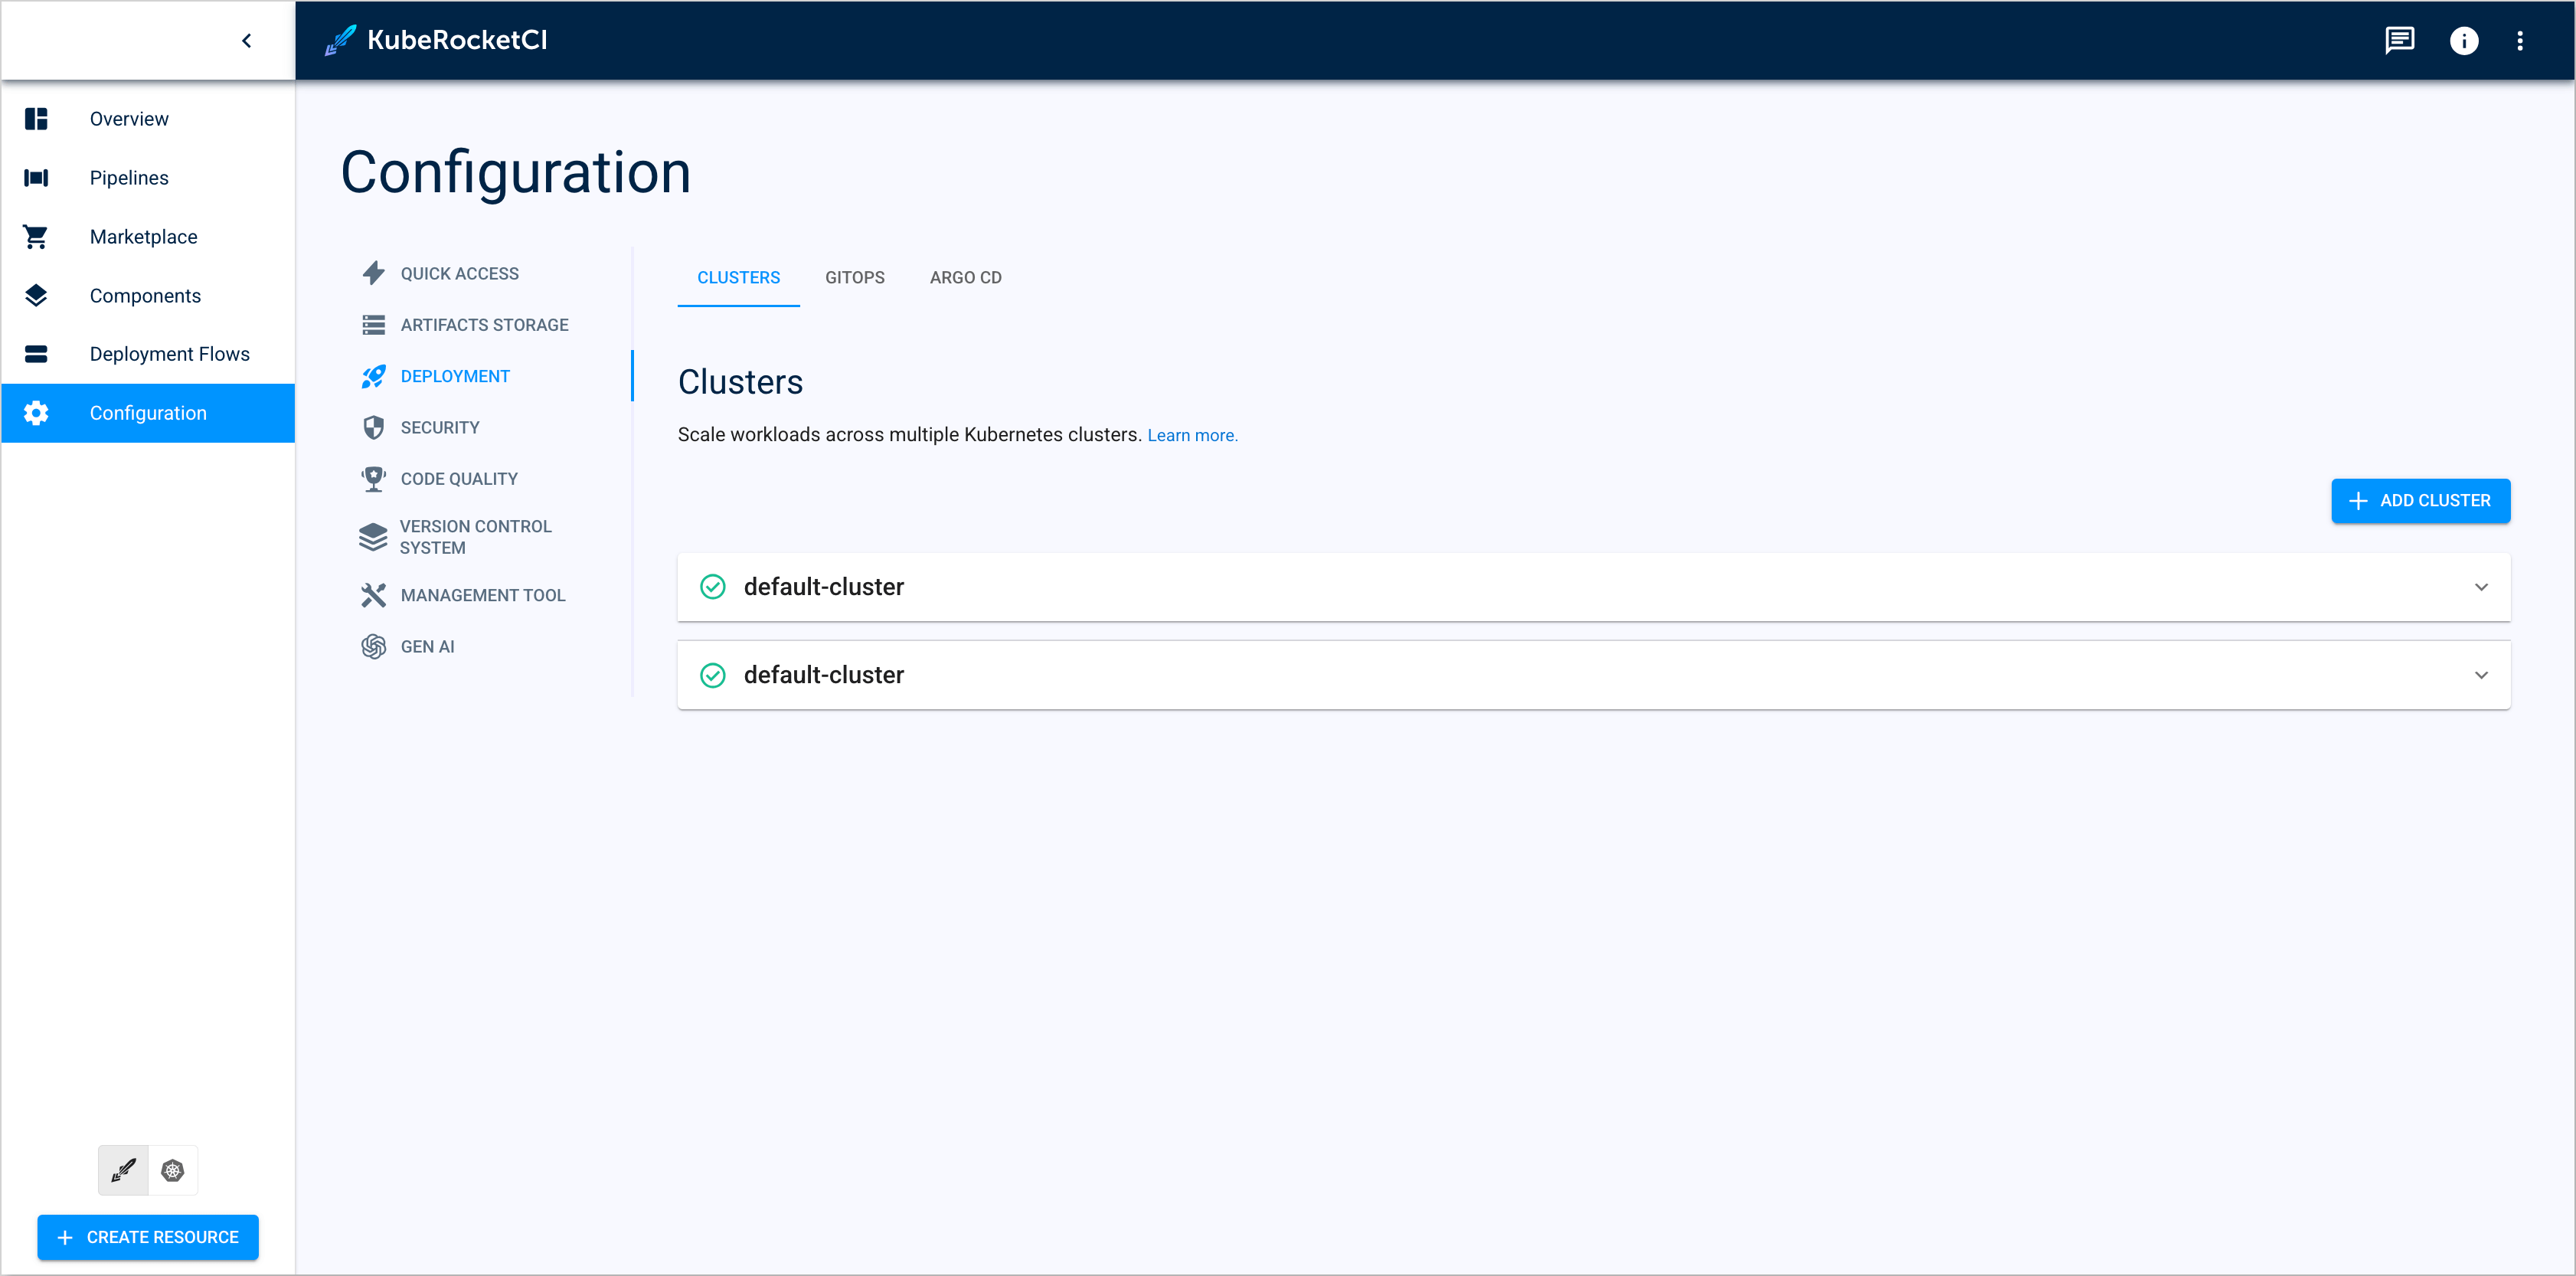 KubeRocketCI
Overview
Pipelines
Marketplace
Components
Deployment Flows
Configuration
CREATE RESOURCE
Configuration
QUICK ACCESS
ARTIFACTS STORAGE
DEPLOYMENT
SECURITY
CODE QUALITY
VERSION CONTROL
SYSTEM
MANAGEMENT TOOL
GEN AI
CLUSTERS GITOPS ARGO CD
Clusters
Scale workloads across multiple Kubernetes clusters. Learn more.
ADD CLUSTER
default-cluster
default-cluster